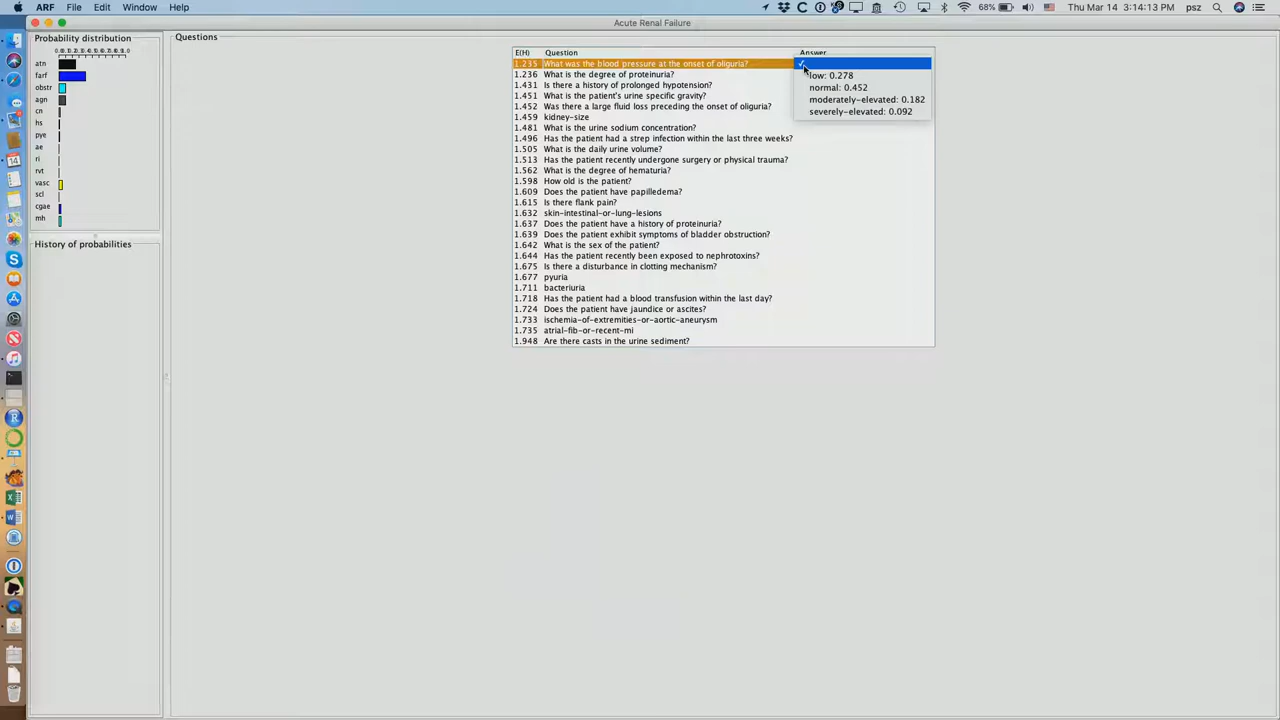 ARF File Edit Window Help
68% Thu Mar 14 3:14:13 PM psz
Acute Renal Failure
Probability distribution
Questions
atn
farf
obstr
agn
cn
hs
pye
ae
ri
rvt
vasc
scl
cgae
mh
History of probabilities
E(H) Question Answer
1.235 What was the blood pressure at the onset of oliguria?
1.236 What is the degree of proteinuria?
1.431 Is there a history of prolonged hypotension?
1.451 What is the patient's urine specific gravity?
1.452 Was there a large fluid loss preceding the onset of oliguria?
1.459 kidney-size
1.481 What is the urine sodium concentration?
1.496 Has the patient had a strep infection within the last three weeks?
1.505 What is the daily urine volume?
1.513 Has the patient recently undergone surgery or physical trauma?
1.562 What is the degree of hematuria?
1.598 How old is the patient?
1.609 Does the patient have papilledema?
1.615 Is there flank pain?
1.632 skin-intestinal-or-lung-lesions
1.637 Does the patient have a history of proteinuria?
1.639 Does the patient exhibit symptoms of bladder obstruction?
1.642 What is the sex of the patient?
1.644 Has the patient recently been exposed to nephrotoxins?
1.675 Is there a disturbance in clotting mechanism?
1.677 pyuria
1.711 bacteriuria
1.718 Has the patient had a blood transfusion within the last day?
1.724 Does the patient have jaundice or ascites?
1.733 ischemia-of-extremities-or-aortic-aneurysm
1.735 atrial-fib-or-recent-mi
1.948 Are there casts in the urine sediment?
low: 0.278
normal: 0.452
moderately-elevated: 0.182
severely-elevated: 0.092